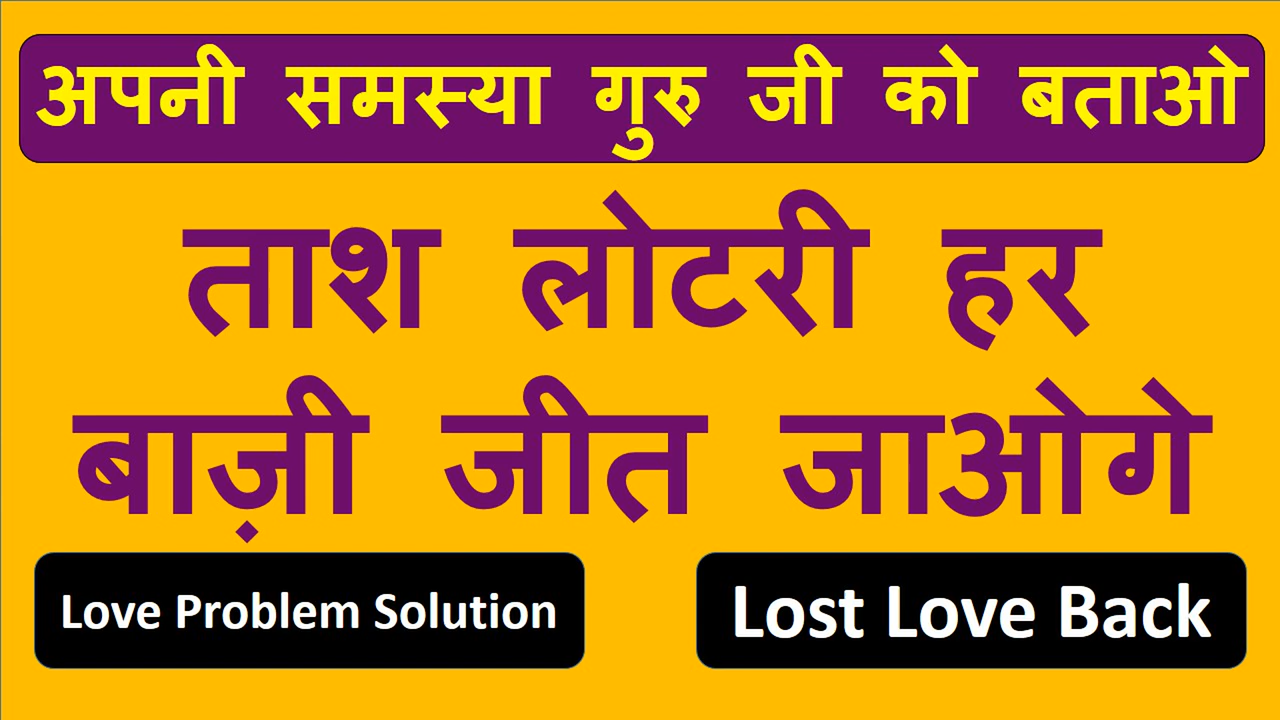 अपनी समस्या गुरु जी को बताओ
ताश लोटरी हर
बाज़ी जीत जाओगे
Love Problem Solution
Lost Love Back